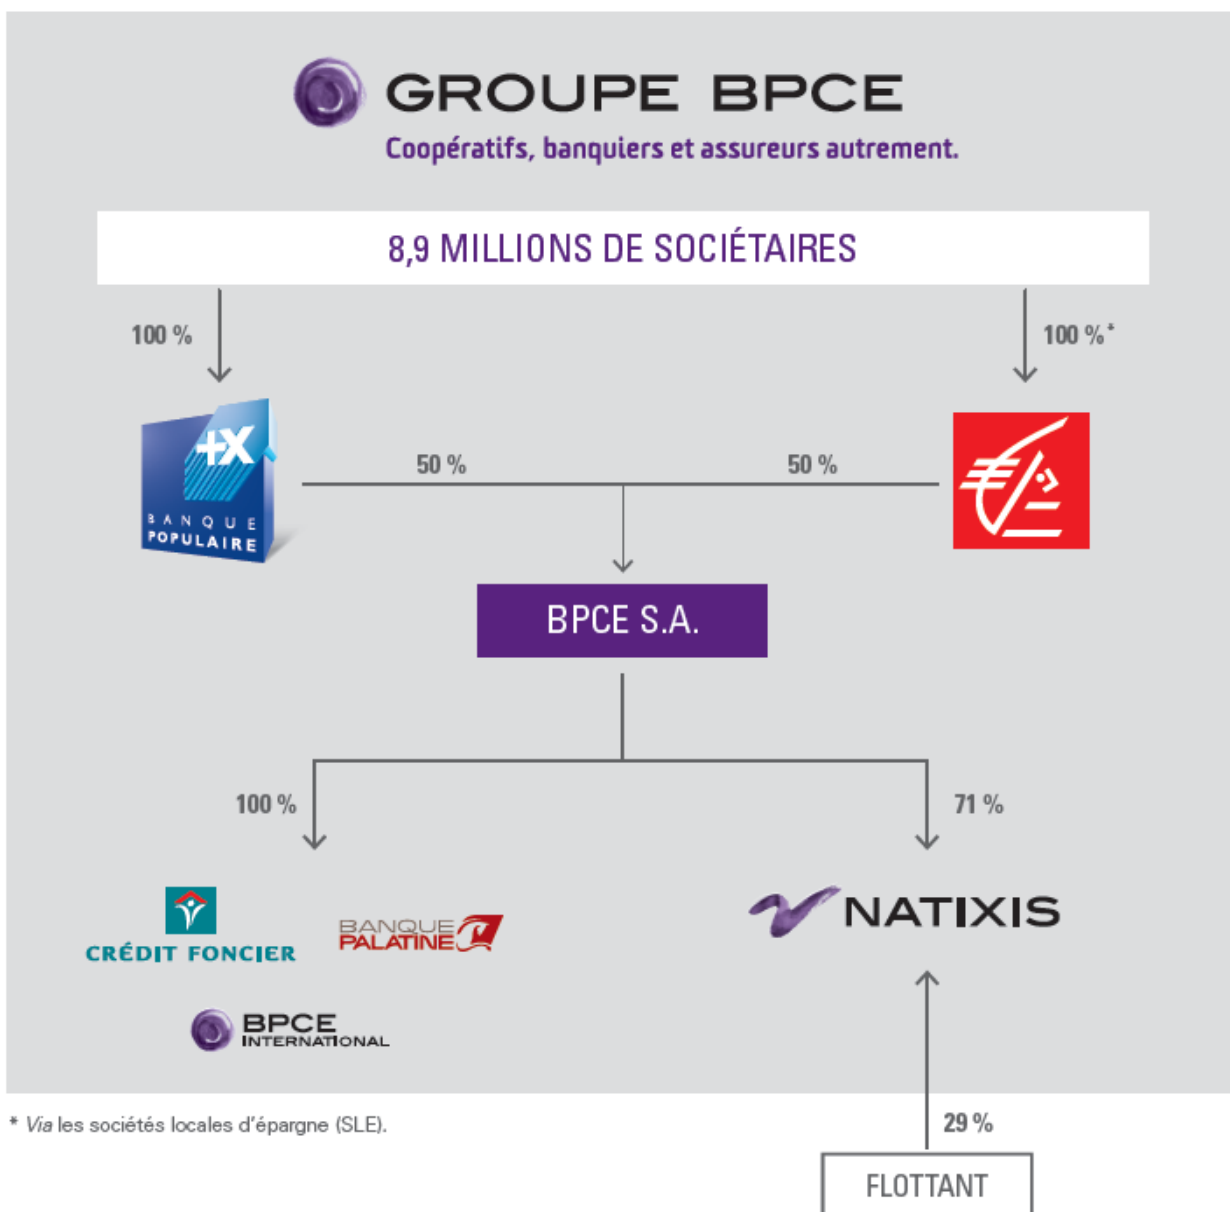 GROUPE BPCE
Coopératifs, banquiers et assureurs autrement.
8,9 MILLIONS DE SOCIÉTAIRES
100 %
100 %*
+X
BANQUE
POPULAIRE
50 %
50 %
BPCE S.A.
100 %
71 %
CRÉDIT FONCIER
BANQUE
PALATINE
NATIXIS
BPCE
INTERNATIONAL
* Via les sociétés locales d'épargne (SLE).
29 %
FLOTTANT